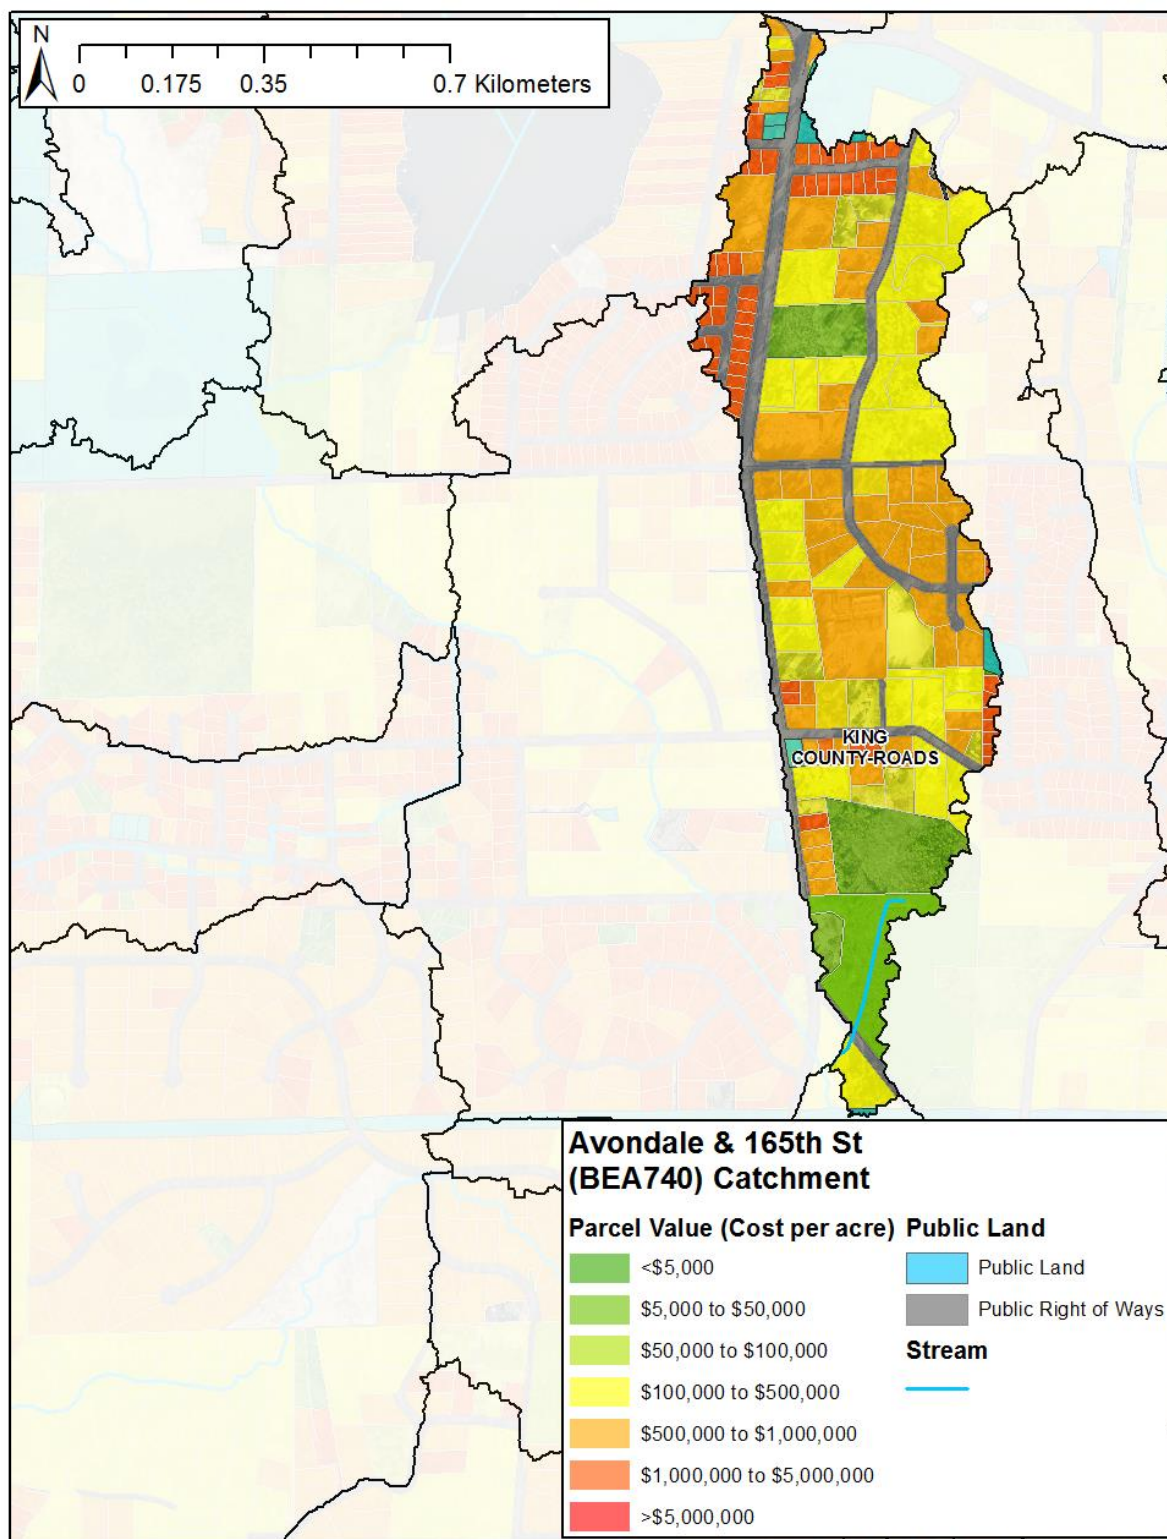 N
0 0.175 0.35 0.7 Kilometers
KING
COUNTY-ROADS
Avondale & 165th St
(BEA740) Catchment
Parcel Value (Cost per acre)
<$5,000
$5,000 to $50,000
$50,000 to $100,000
$100,000 to $500,000
$500,000 to $1,000,000
$1,000,000 to $5,000,000
>$5,000,000
Public Land
Public Land
Public Right of Ways
Stream